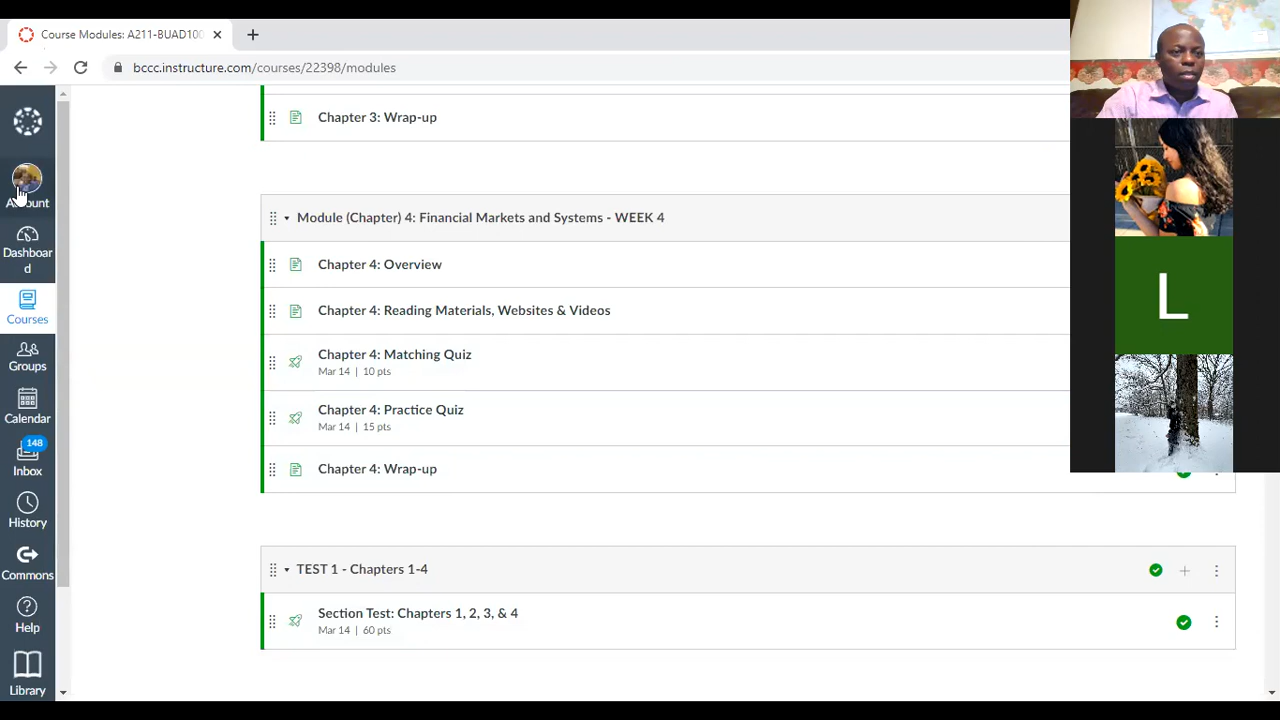 Course Modules: A211-BUAD100
bccc.instructure.com/courses/22398/modules
Account
Dashboar
d
Courses
Groups
Calendar
148
Inbox
History
Commons
Help
Library
Chapter 3: Wrap-up
Module (Chapter) 4: Financial Markets and Systems - WEEK 4
Chapter 4: Overview
Chapter 4: Reading Materials, Websites & Videos
Chapter 4: Matching Quiz
Mar 14 | 10 pts
Chapter 4: Practice Quiz
Mar 14 | 15 pts
Chapter 4: Wrap-up
TEST 1 - Chapters 1-4
Section Test: Chapters 1, 2, 3, & 4
Mar 14 | 60 pts
L